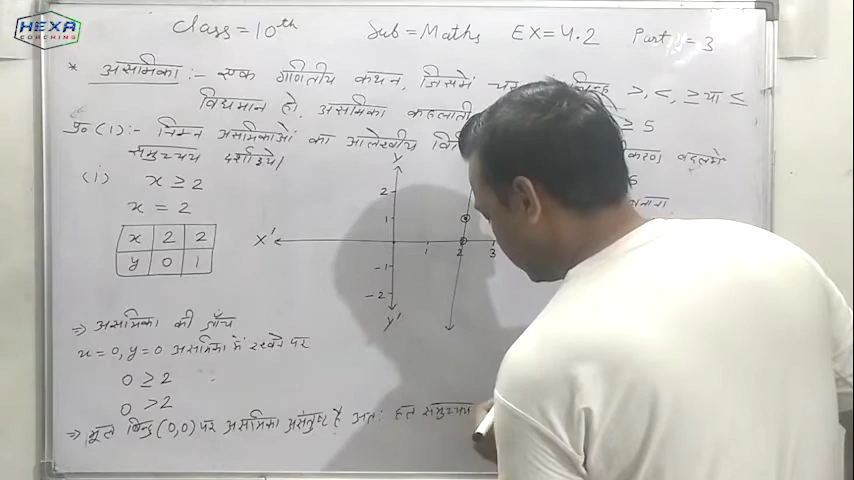 HEXA
COACHING
Class = 10th Sub = Maths EX = 4.2 Part = 3
* असमिका :- एक गणितीय कथन, जिसमें >, <, ≥ या ≤
विद्यमान हो, असमिका कहलाती ≥ 5
प्र० (1):- निम्न असमिकाओं का आलेखीय
समुच्चय दर्शाइये।
(i) x ≥ 2
x = 2
x 2 2
y 0 1
y
2
1
X' 1 2 3
-1
-2
y'
⇒ असमिका की जाँच
x = 0, y = 0 असमिका में रखने पर
0 ≥ 2
0 > 2
⇒ मूल बिन्दु (0,0) पर असमिका असंतुष्ट है अतः हल समुच्चय